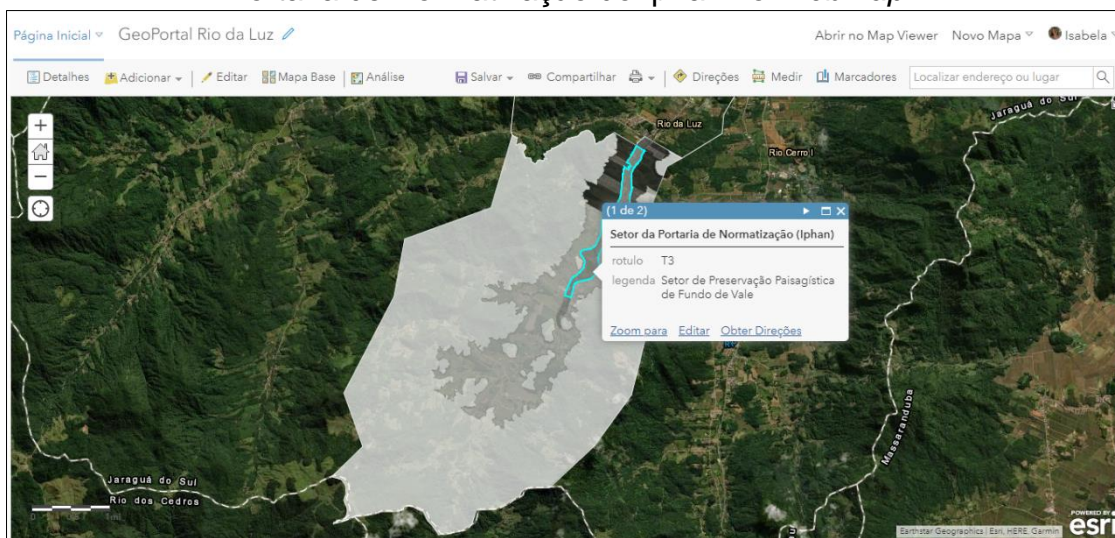 Página Inicial GeoPortal Rio da Luz Abrir no Map Viewer Novo Mapa Isabela
Detalhes Adicionar Editar Mapa Base Análise Salvar Compartilhar Direções Medir Marcadores Localizar endereço ou lugar
Jaraguá do Sul
Rio da Luz
Rio Cerro I
(1 de 2)
Setor da Portaria de Normatização (Iphan)
rotulo T3
legenda Setor de Preservação Paisagística
de Fundo de Vale
Zoom para Editar Obter Direções
Massaranduba
Jaraguá do Sul
Rio dos Cedros
Earthstar Geographics | Esri, HERE, Garmin
POWERED BY
esri